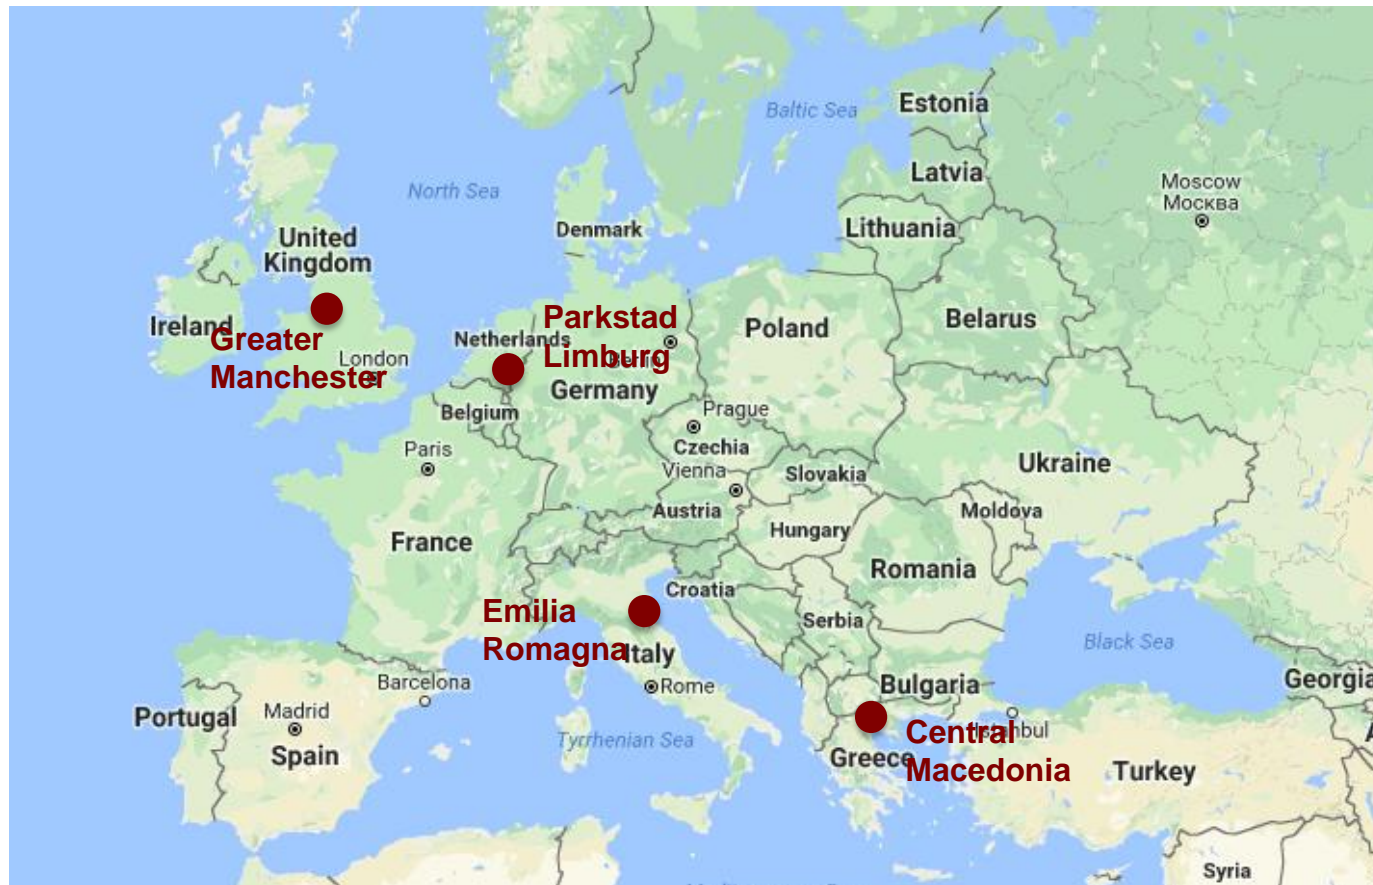 Estonia
Baltic Sea
Latvia
Moscow
Москва
North Sea
Denmark
Lithuania
United
Kingdom
Ireland
Greater
Manchester
London
Netherlands
Parkstad
Limburg
Berlin
Poland
Belarus
Germany
Belgium
Prague
Czechia
Paris
Vienna
Slovakia
Ukraine
Austria
Hungary
Moldova
France
Romania
Croatia
Emilia
Romagna
Serbia
Italy
Black Sea
Barcelona
Rome
Bulgaria
Georgia
Portugal
Madrid
Spain
Tyrrhenian Sea
Istanbul
Central
Macedonia
Greece
Turkey
Syria